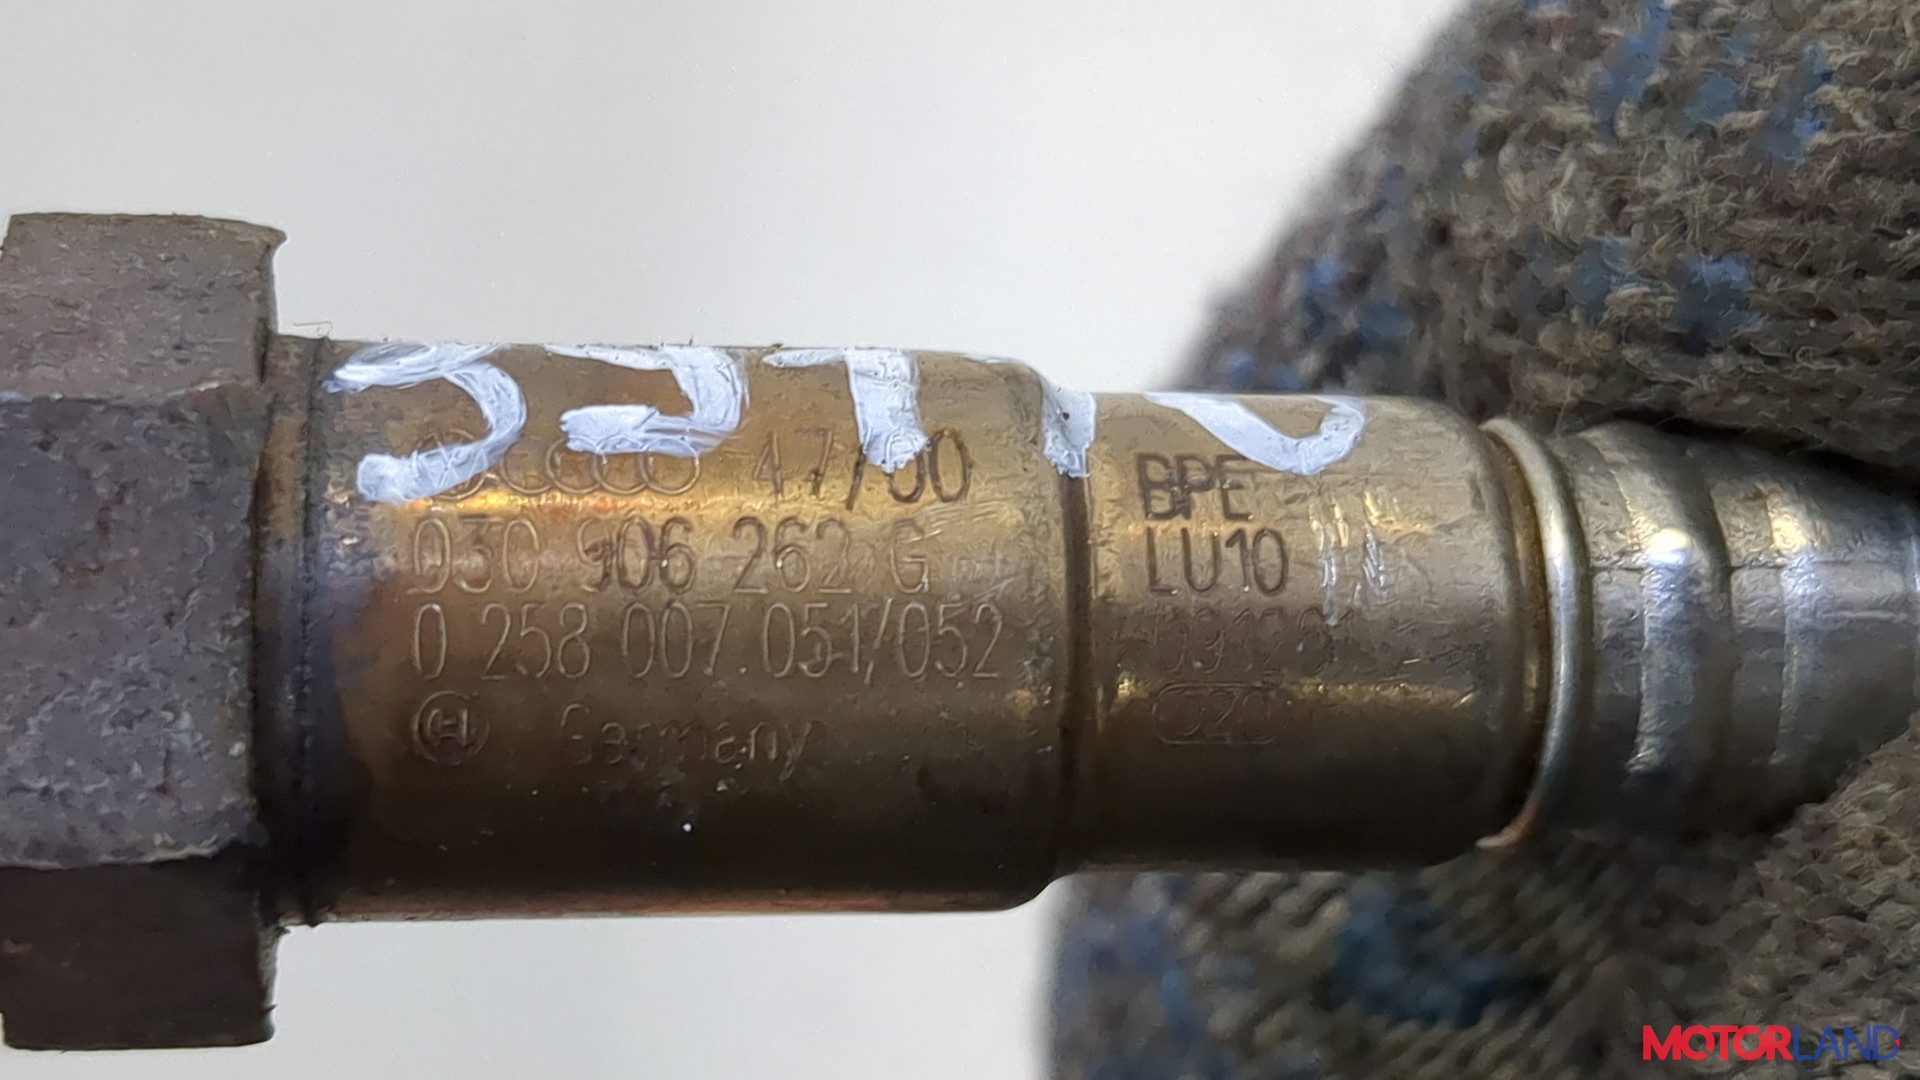 47/00
030 906 262 G
0 258 007 051/052
Germany
BPE
LU10
MOTORLAND